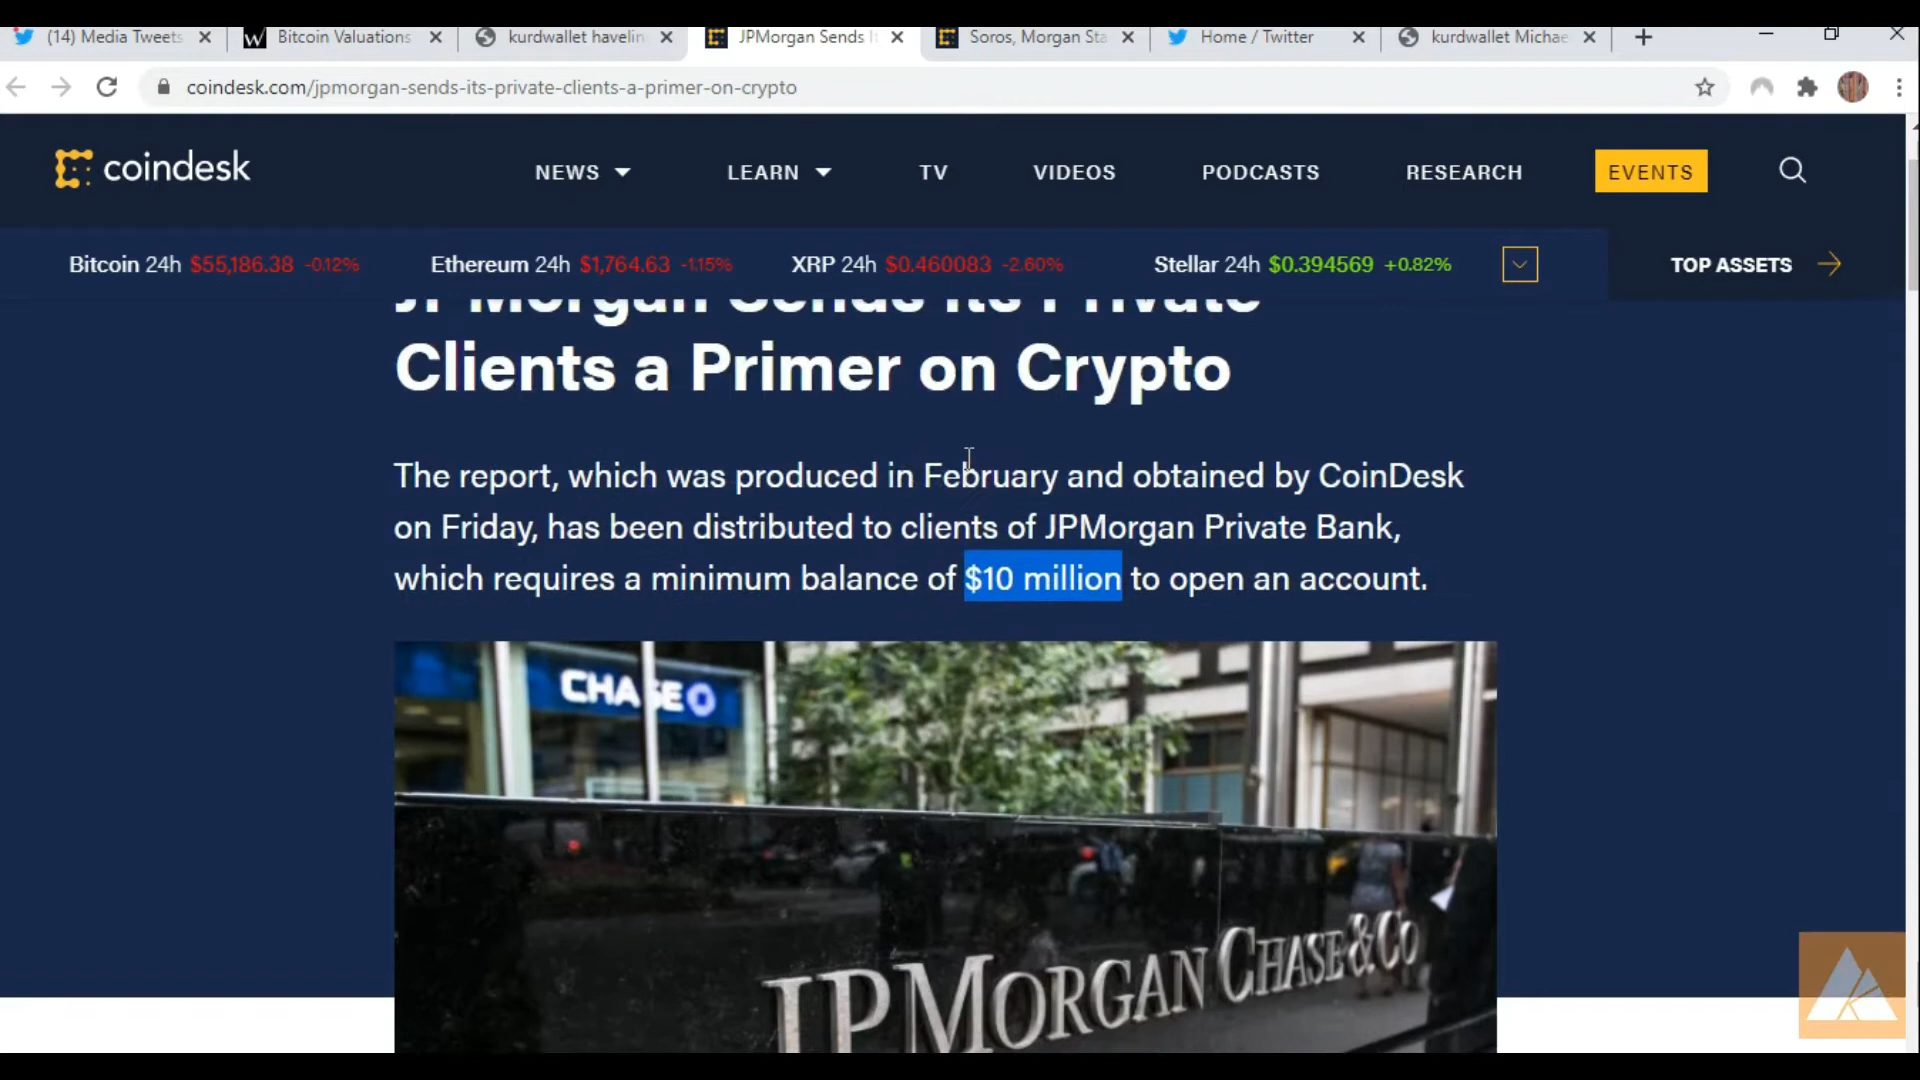 (14) Media Tweets
Bitcoin Valuations
kurdwallet havelin
JPMorgan Sends It
Soros, Morgan Sta
Home / Twitter
kurdwallet Michae
coindesk.com/jpmorgan-sends-its-private-clients-a-primer-on-crypto
coindesk
NEWS
LEARN
TV
VIDEOS
PODCASTS
RESEARCH
EVENTS
Bitcoin 24h $55,186.38 -0.12%
Ethereum 24h $1,764.63 -1.15%
XRP 24h $0.460083 -2.60%
Stellar 24h $0.394569 +0.82%
TOP ASSETS
JPMorgan Sends Its Private
Clients a Primer on Crypto
The report, which was produced in February and obtained by CoinDesk
on Friday, has been distributed to clients of JPMorgan Private Bank,
which requires a minimum balance of $10 million to open an account.
CHASE
JPMORGAN CHASE & CO